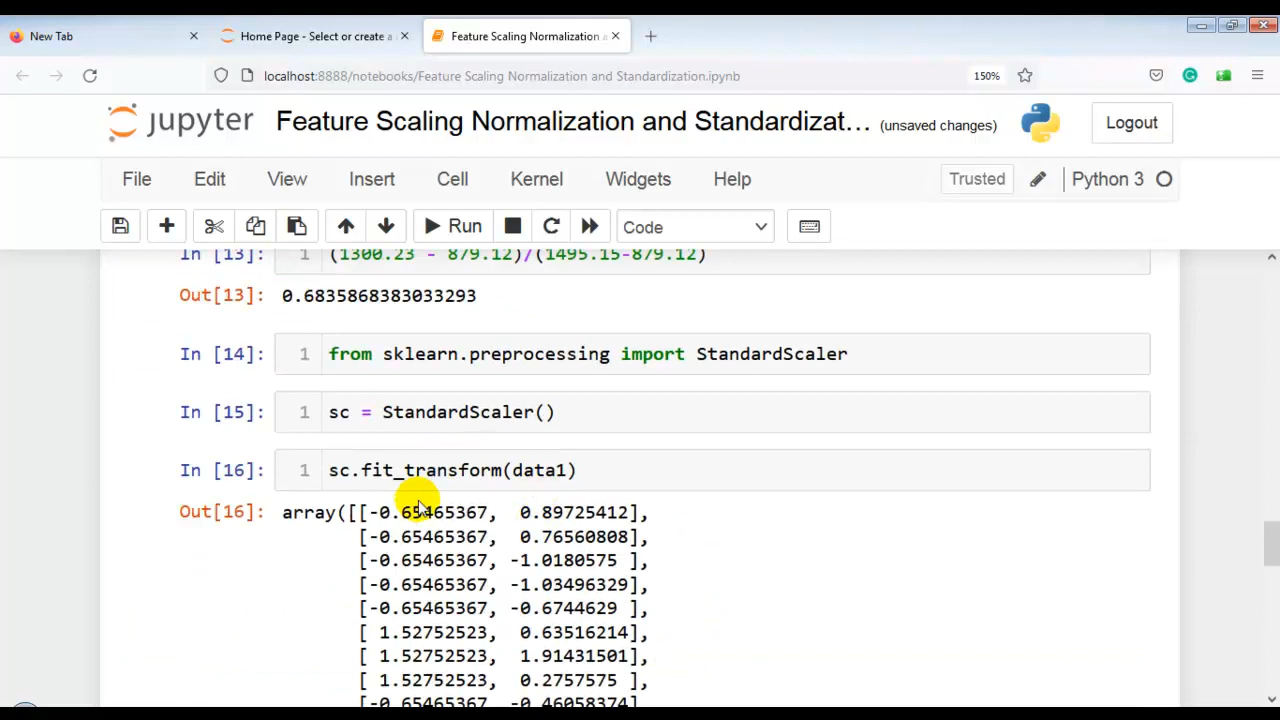 New Tab
Home Page - Select or create a
Feature Scaling Normalization a
localhost:8888/notebooks/Feature Scaling Normalization and Standardization.ipynb
150%
jupyter
Feature Scaling Normalization and Standardizat… (unsaved changes)
Logout
File Edit View Insert Cell Kernel Widgets Help
Trusted
Python 3
Run
Code
In [13]: 1 (1300.23 - 879.12)/(1495.15-879.12)
Out[13]: 0.6835868383033293
In [14]: 1 from sklearn.preprocessing import StandardScaler
In [15]: 1 sc = StandardScaler()
In [16]: 1 sc.fit_transform(data1)
Out[16]: array([[-0.65465367, 0.89725412],
[-0.65465367, 0.76560808],
[-0.65465367, -1.0180575 ],
[-0.65465367, -1.03496329],
[-0.65465367, -0.6744629 ],
[ 1.52752523, 0.63516214],
[ 1.52752523, 1.91431501],
[ 1.52752523, 0.2757575 ],
[-0.65465367, -0.46058374],